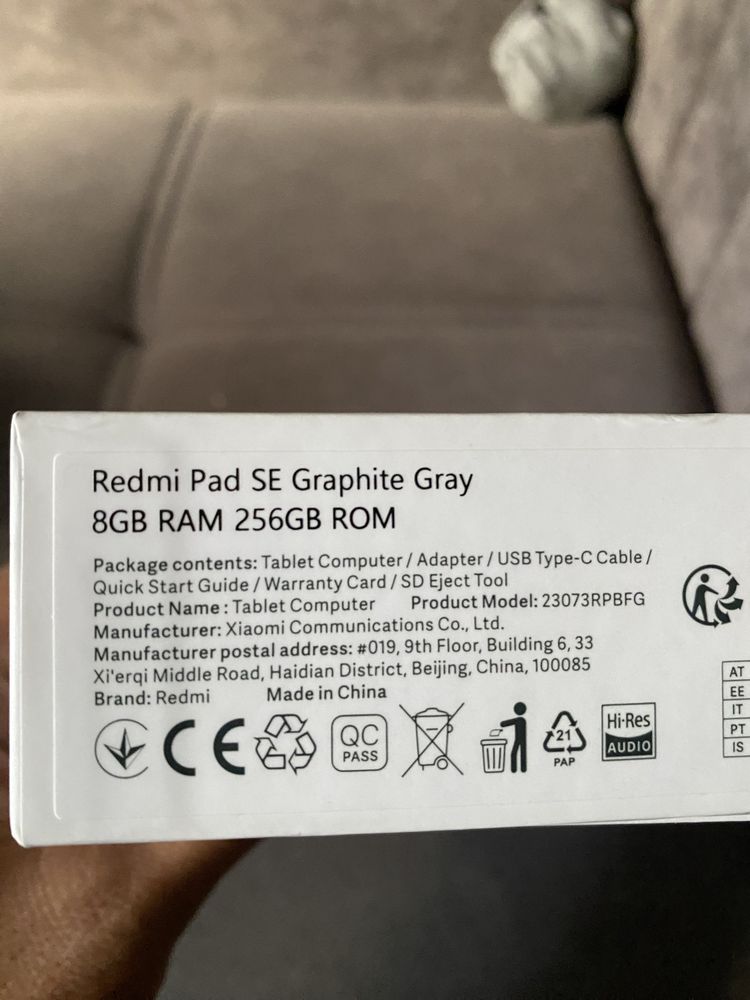 Redmi Pad SE Graphite Gray
8GB RAM 256GB ROM
Package contents: Tablet Computer / Adapter / USB Type-C Cable /
Quick Start Guide / Warranty Card / SD Eject Tool
Product Name : Tablet Computer Product Model: 23073RPBFG
Manufacturer: Xiaomi Communications Co., Ltd.
Manufacturer postal address: #019, 9th Floor, Building 6, 33
Xi'erqi Middle Road, Haidian District, Beijing, China, 100085
Brand: Redmi Made in China
CE
QC
PASS
21
PAP
Hi-Res
AUDIO
AT
EE
IT
PT
IS